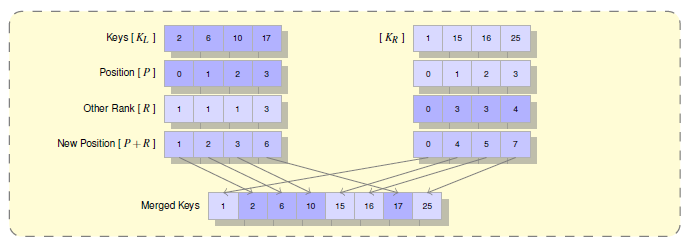 Keys [ K_L ] 2 6 10 17 [ K_R ] 1 15 16 25
Position [ P ] 0 1 2 3 0 1 2 3
Other Rank [ R ] 1 1 1 3 0 3 3 4
New Position [ P + R ] 1 2 3 6 0 4 5 7
Merged Keys 1 2 6 10 15 16 17 25